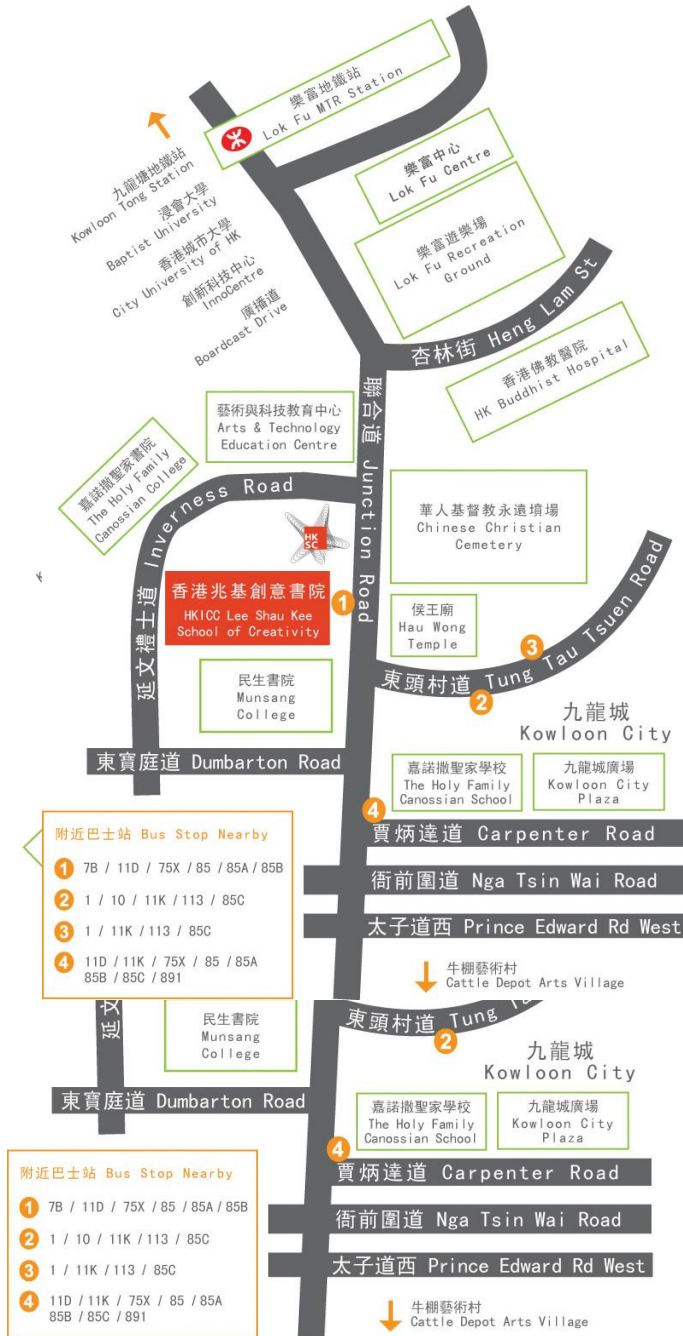 樂富地鐵站
Lok Fu MTR Station
九龍塘地鐵站
Kowloon Tong Station
浸會大學
Baptist University
香港城市大學
City University of HK
創新科技中心
InnoCentre
廣播道
Boardcast Drive
樂富中心
Lok Fu Centre
樂富遊樂場
Lok Fu Recreation
Ground
杏林街 Heng Lam St
香港佛教醫院
HK Buddhist Hospital
聯合道 Junction Road
藝術與科技教育中心
Arts & Technology
Education Centre
嘉諾撒聖家書院
The Holy Family
Canossian College
延文禮士道 Inverness Road
華人基督教永遠墳場
Chinese Christian
Cemetery
HK
SC
香港兆基創意書院
HKICC Lee Shau Kee
School of Creativity
1
侯王廟
Hau Wong
Temple
3
東頭村道 Tung Tau Tsuen Road
2
民生書院
Munsang
College
九龍城
Kowloon City
東寶庭道 Dumbarton Road
嘉諾撒聖家學校
The Holy Family
Canossian School
九龍城廣場
Kowloon City
Plaza
4
賈炳達道 Carpenter Road
衙前圍道 Nga Tsin Wai Road
太子道西 Prince Edward Rd West
牛棚藝術村
Cattle Depot Arts Village
附近巴士站 Bus Stop Nearby
1 7B / 11D / 75X / 85 / 85A / 85B
2 1 / 10 / 11K / 113 / 85C
3 1 / 11K / 113 / 85C
4 11D / 11K / 75X / 85 / 85A
85B / 85C / 891
延文
民生書院
Munsang
College
東頭村道 Tung
2
九龍城
Kowloon City
東寶庭道 Dumbarton Road
嘉諾撒聖家學校
The Holy Family
Canossian School
九龍城廣場
Kowloon City
Plaza
4
賈炳達道 Carpenter Road
衙前圍道 Nga Tsin Wai Road
太子道西 Prince Edward Rd West
牛棚藝術村
Cattle Depot Arts Village
附近巴士站 Bus Stop Nearby
1 7B / 11D / 75X / 85 / 85A / 85B
2 1 / 10 / 11K / 113 / 85C
3 1 / 11K / 113 / 85C
4 11D / 11K / 75X / 85 / 85A
85B / 85C / 891